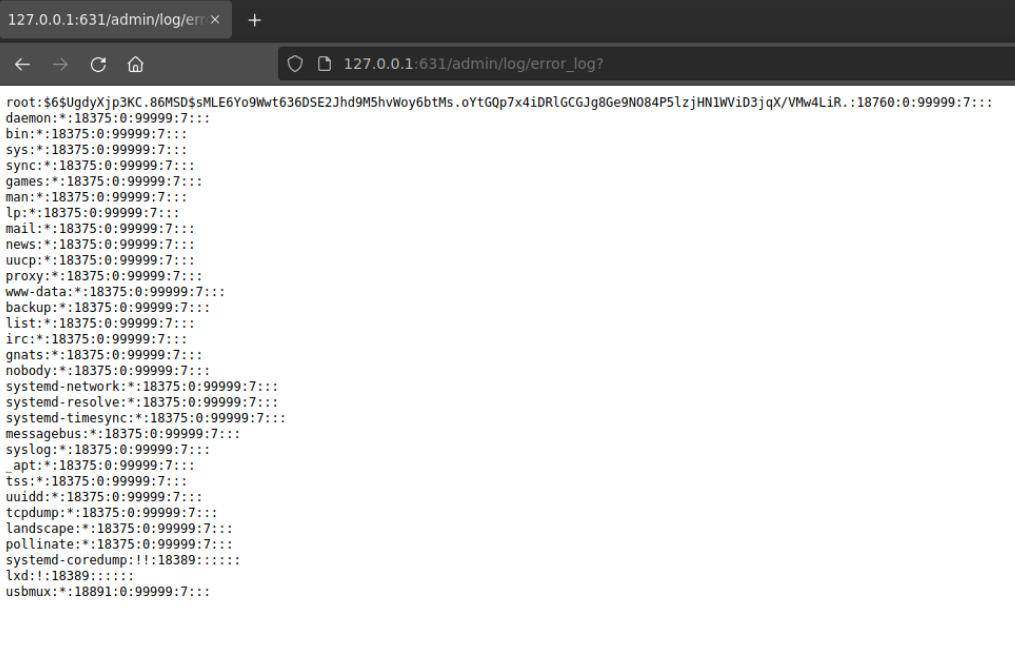 127.0.0.1:631/admin/log/err
127.0.0.1:631/admin/log/error_log?
root:$6$UgdyXjp3KC.86MSD$sMLE6Yo9Wwt636DSE2Jhd9M5hvWoy6btMs.oYtGQp7x4iDRlGCGJg8Ge9NO84P5lzjHN1WViD3jqX/VMw4LiR.:18760:0:99999:7:::
daemon:*:18375:0:99999:7:::
bin:*:18375:0:99999:7:::
sys:*:18375:0:99999:7:::
sync:*:18375:0:99999:7:::
games:*:18375:0:99999:7:::
man:*:18375:0:99999:7:::
lp:*:18375:0:99999:7:::
mail:*:18375:0:99999:7:::
news:*:18375:0:99999:7:::
uucp:*:18375:0:99999:7:::
proxy:*:18375:0:99999:7:::
www-data:*:18375:0:99999:7:::
backup:*:18375:0:99999:7:::
list:*:18375:0:99999:7:::
irc:*:18375:0:99999:7:::
gnats:*:18375:0:99999:7:::
nobody:*:18375:0:99999:7:::
systemd-network:*:18375:0:99999:7:::
systemd-resolve:*:18375:0:99999:7:::
systemd-timesync:*:18375:0:99999:7:::
messagebus:*:18375:0:99999:7:::
syslog:*:18375:0:99999:7:::
_apt:*:18375:0:99999:7:::
tss:*:18375:0:99999:7:::
uuidd:*:18375:0:99999:7:::
tcpdump:*:18375:0:99999:7:::
landscape:*:18375:0:99999:7:::
pollinate:*:18375:0:99999:7:::
systemd-coredump:!!:18389::::::
lxd:!:18389::::::
usbmux:*:18891:0:99999:7:::